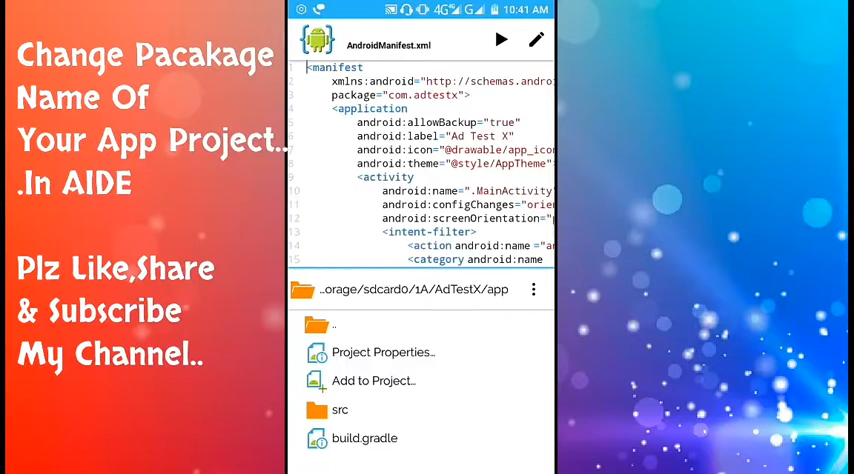 Change Pacakage
Name Of
Your App Project..
.In AIDE
Plz Like,Share
& Subscribe
My Channel..
4G 4G G 10:41 AM
AndroidManifest.xml
1 <manifest
2 xmlns:android="http://schemas.andro
3 package="com.adtestx">
4 <application
5 android:allowBackup="true"
6 android:label="Ad Test X"
7 android:icon="@drawable/app_ico
8 android:theme="@style/AppTheme"
9 <activity
10 android:name=".MainActivity"
11 android:configChanges="orien
12 android:screenOrientation="p
13 <intent-filter>
14 <action android:name ="an
15 <category android:name
..orage/sdcard0/1A/AdTestX/app
..
Project Properties...
Add to Project...
src
build.gradle